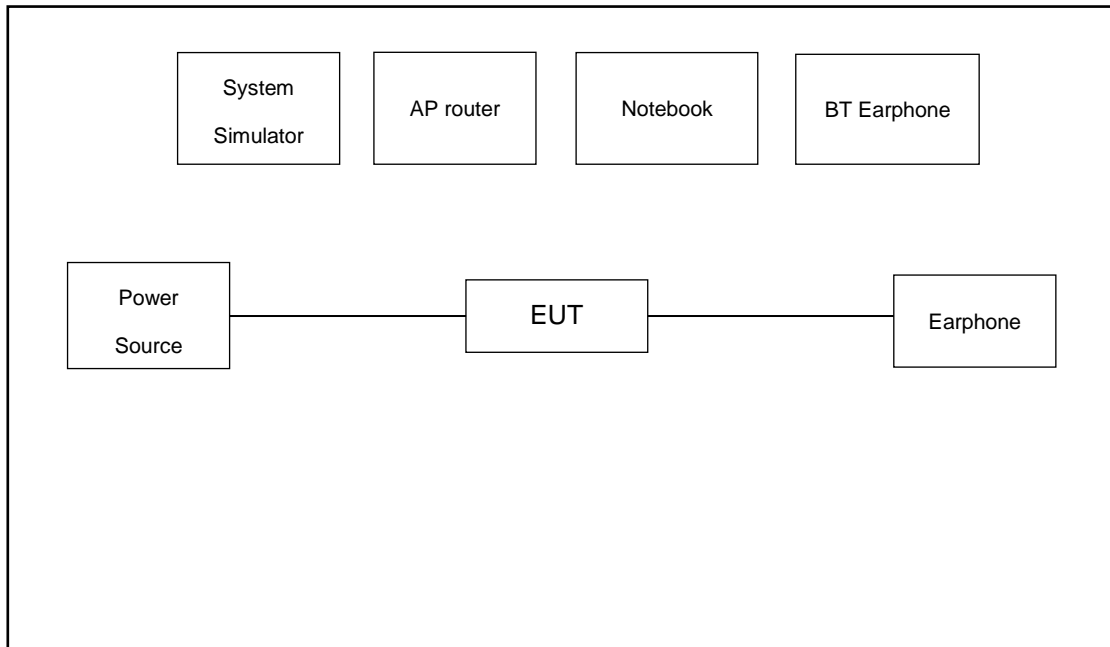 System
Simulator
AP router
Notebook
BT Earphone
Power
Source
EUT
Earphone